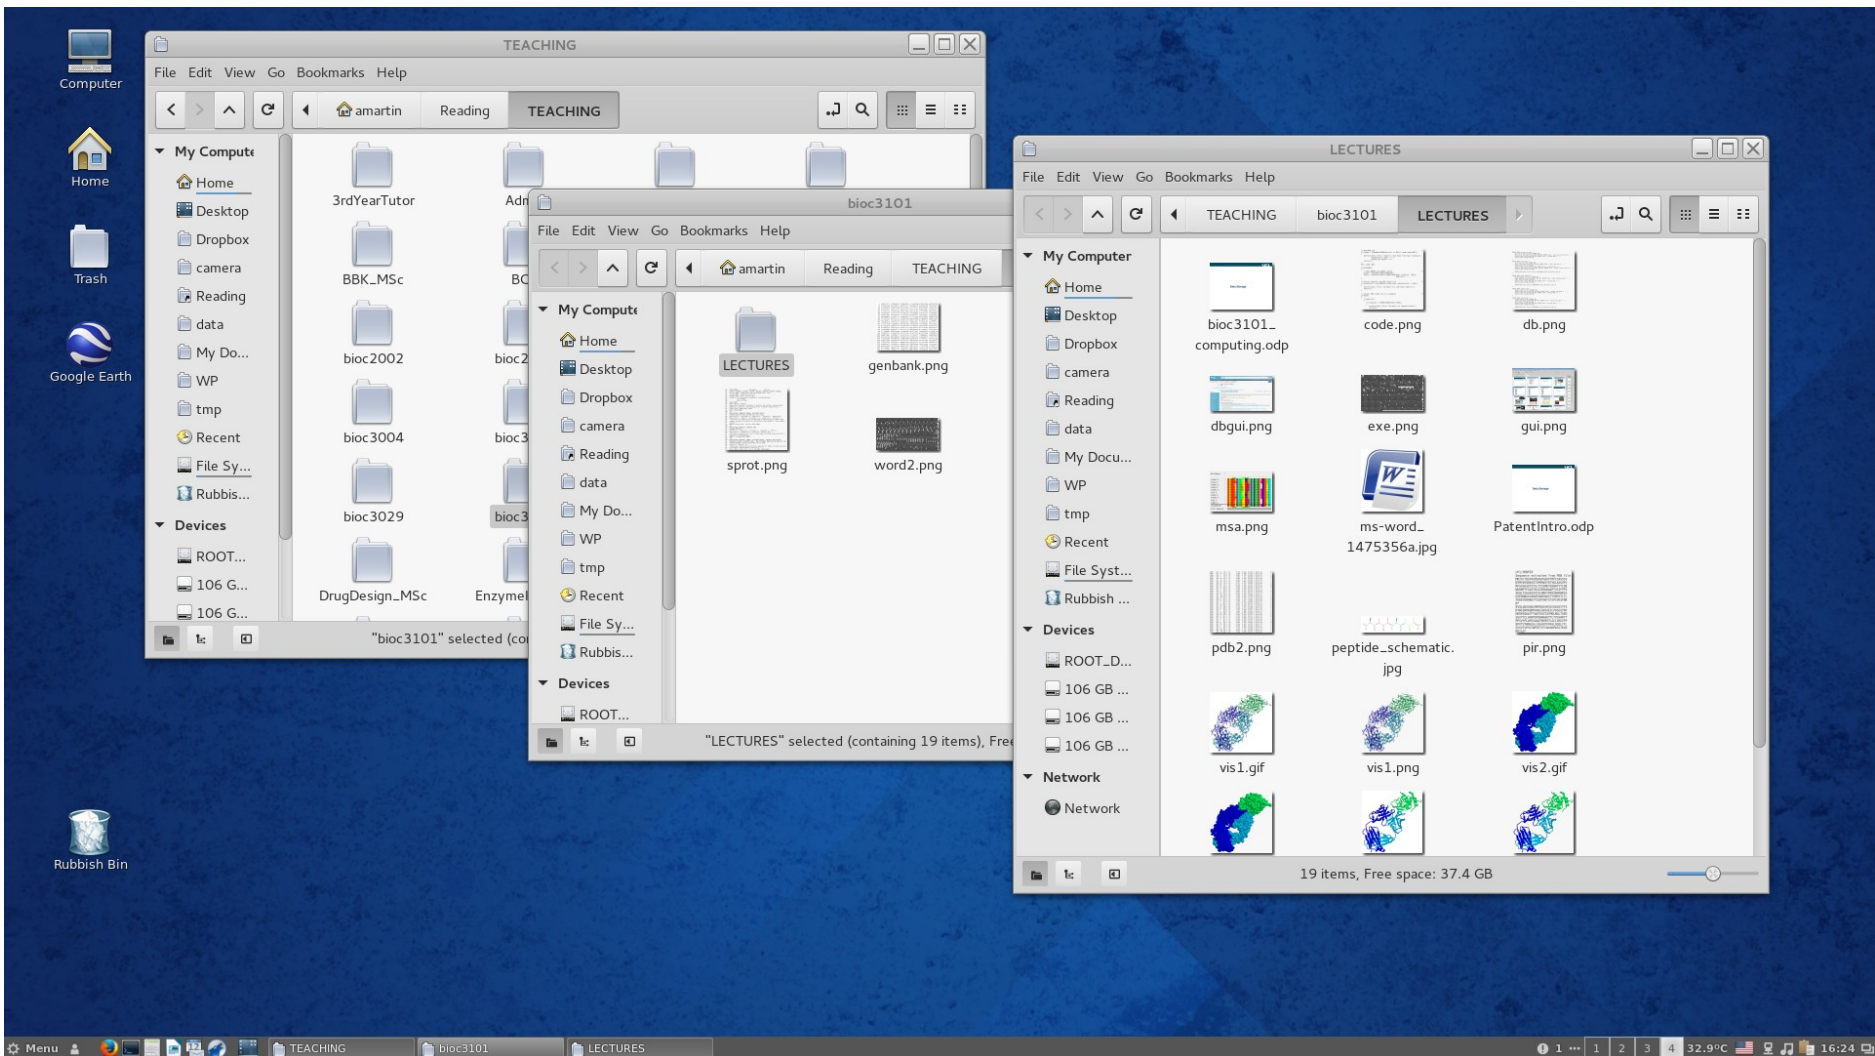 Computer
Home
Trash
Google Earth
Rubbish Bin
TEACHING
File Edit View Go Bookmarks Help
amartin Reading TEACHING
My Compute
Home
Desktop
Dropbox
camera
Reading
data
My Do...
WP
tmp
Recent
File Sy...
Rubbis...
Devices
ROOT...
106 G...
106 G...
3rdYearTutor Adm
BBK_MSc BC
bioc2002 bioc2
bioc3004 bioc3
bioc3029 bioc3
DrugDesign_MSc Enzymel
"bioc3101" selected (co
bioc3101
File Edit View Go Bookmarks Help
amartin Reading TEACHING
My Compute
Home
Desktop
Dropbox
camera
Reading
data
My Do...
WP
tmp
Recent
File Sy...
Rubbis...
Devices
ROOT...
LECTURES genbank.png
sprot.png word2.png
"LECTURES" selected (containing 19 items), Free
LECTURES
File Edit View Go Bookmarks Help
TEACHING bioc3101 LECTURES
My Computer
Home
Desktop
Dropbox
camera
Reading
data
My Docu...
WP
tmp
Recent
File Syst...
Rubbish ...
Devices
ROOT_D...
106 GB ...
106 GB ...
106 GB ...
Network
Network
bioc3101_
computing.odp
code.png
db.png
dbgui.png
exe.png
gui.png
msa.png
ms-word_
1475356a.jpg
PatentIntro.odp
pdb2.png
peptide_schematic.
jpg
pir.png
vis1.gif
vis1.png
vis2.gif
19 items, Free space: 37.4 GB
Menu TEACHING bioc3101 LECTURES 1 1 2 3 4 32.9ºC 16:24